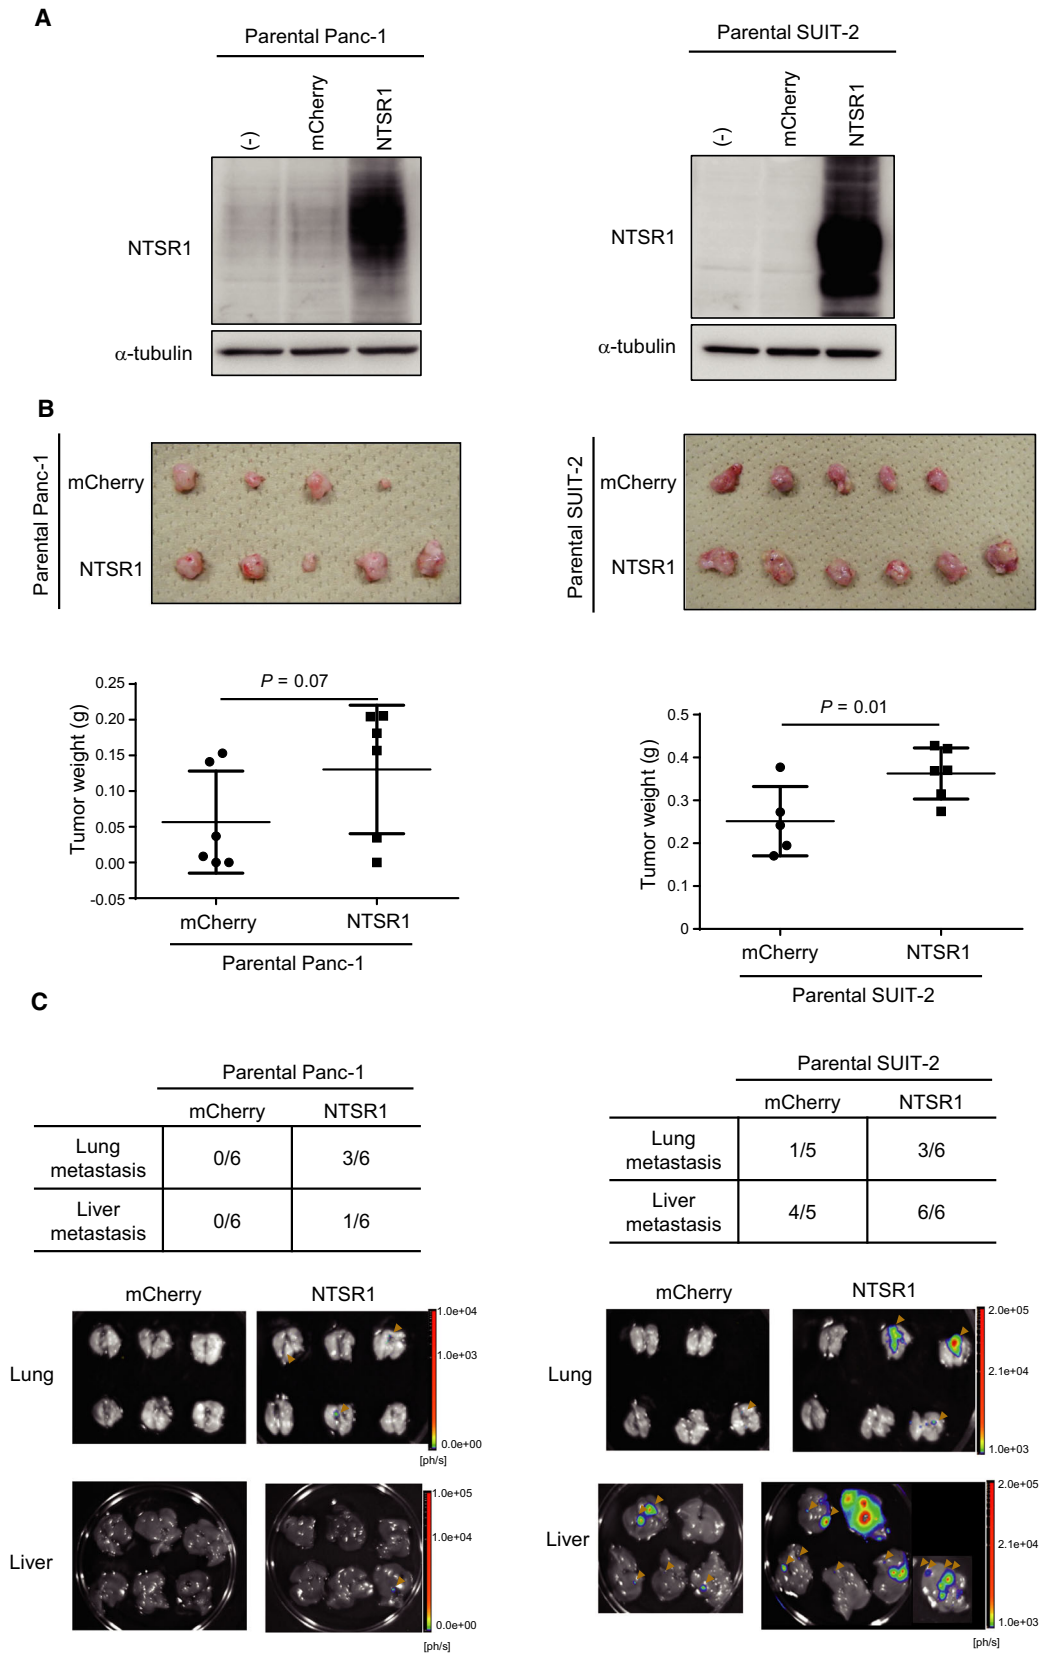 A
Parental Panc-1
(-)
mCherry
NTSR1
NTSR1
α-tubulin
Parental SUIT-2
(-)
mCherry
NTSR1
NTSR1
α-tubulin
B
Parental Panc-1
mCherry
NTSR1
Parental SUIT-2
mCherry
NTSR1
Tumor weight (g)
0.25
0.20
0.15
0.10
0.05
0.00
-0.05
P = 0.07
mCherry
NTSR1
Parental Panc-1
Tumor weight (g)
0.5
0.4
0.3
0.2
0.1
0
P = 0.01
mCherry
NTSR1
Parental SUIT-2
C
Parental Panc-1
mCherry
NTSR1
Lung
metastasis
0/6
3/6
Liver
metastasis
0/6
1/6
Parental SUIT-2
mCherry
NTSR1
Lung
metastasis
1/5
3/6
Liver
metastasis
4/5
6/6
mCherry
NTSR1
Lung
1.0e+04
1.0e+03
0.0e+00
[ph/s]
Liver
1.0e+05
1.0e+04
0.0e+00
[ph/s]
mCherry
NTSR1
Lung
2.0e+05
2.1e+04
1.0e+03
Liver
2.0e+05
2.1e+04
1.0e+03
[ph/s]